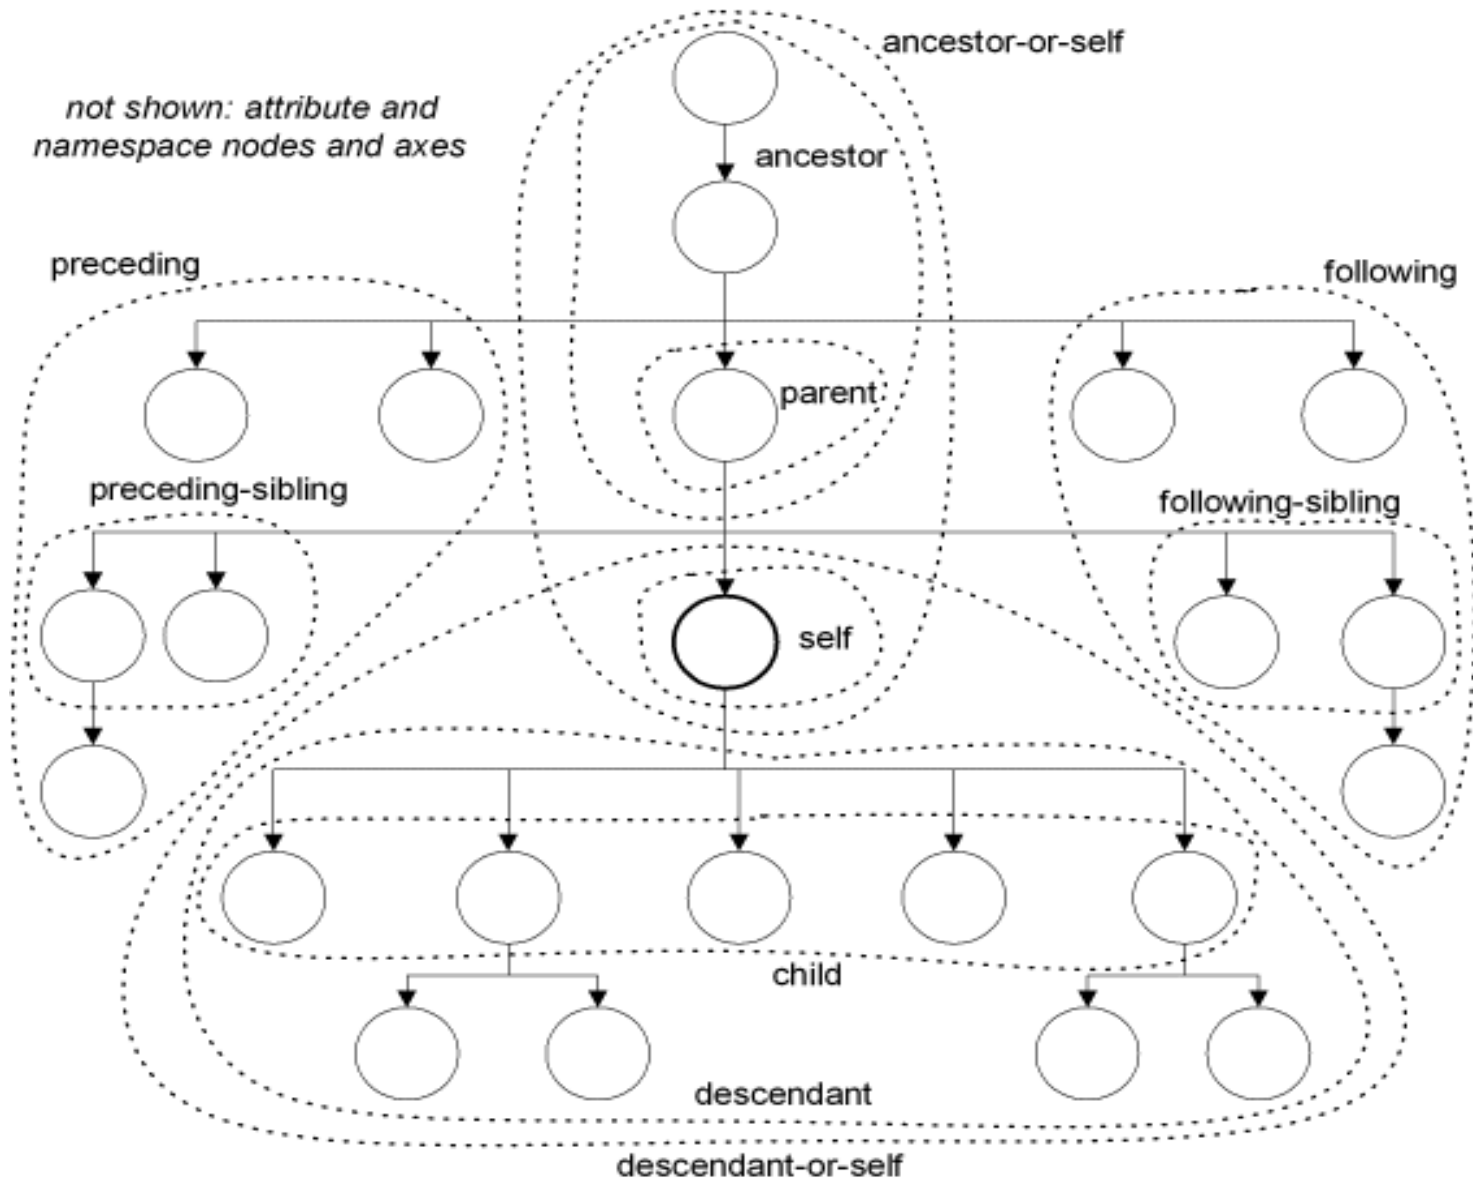 ancestor-or-self
not shown: attribute and
namespace nodes and axes
ancestor
preceding
following
parent
preceding-sibling
following-sibling
self
child
descendant
descendant-or-self